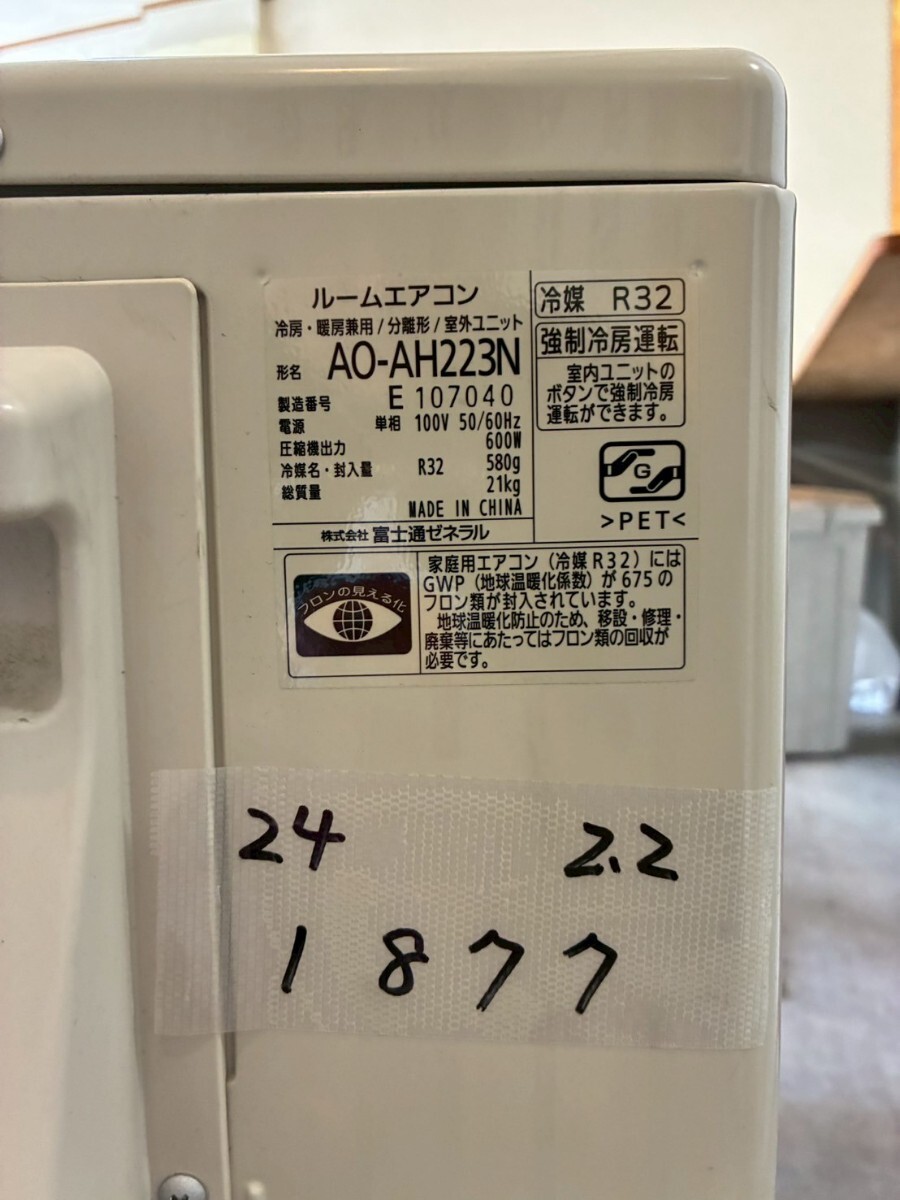 ルームエアコン
冷房・暖房兼用/分離形/室外ユニット
形名 AO-AH223N
製造番号 E 107040
電源 単相 100V 50/60Hz
圧縮機出力 600W
冷媒名・封入量 R32 580g
総質量 21kg
MADE IN CHINA
株式会社 富士通ゼネラル
冷媒 R32
強制冷房運転
室内ユニットの
ボタンで強制冷房
運転ができます。
G
>PET<
フロンの見える化
家庭用エアコン（冷媒R32）には
GWP（地球温暖化係数）が675の
フロン類が封入されています。
地球温暖化防止のため、移設・修理・
廃棄等にあたってはフロン類の回収が
必要です。
24 2.2
1877